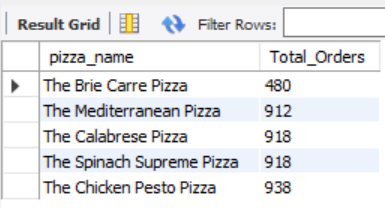 Result Grid Filter Rows:
pizza_name Total_Orders
The Brie Carre Pizza 480
The Mediterranean Pizza 912
The Calabrese Pizza 918
The Spinach Supreme Pizza 918
The Chicken Pesto Pizza 938